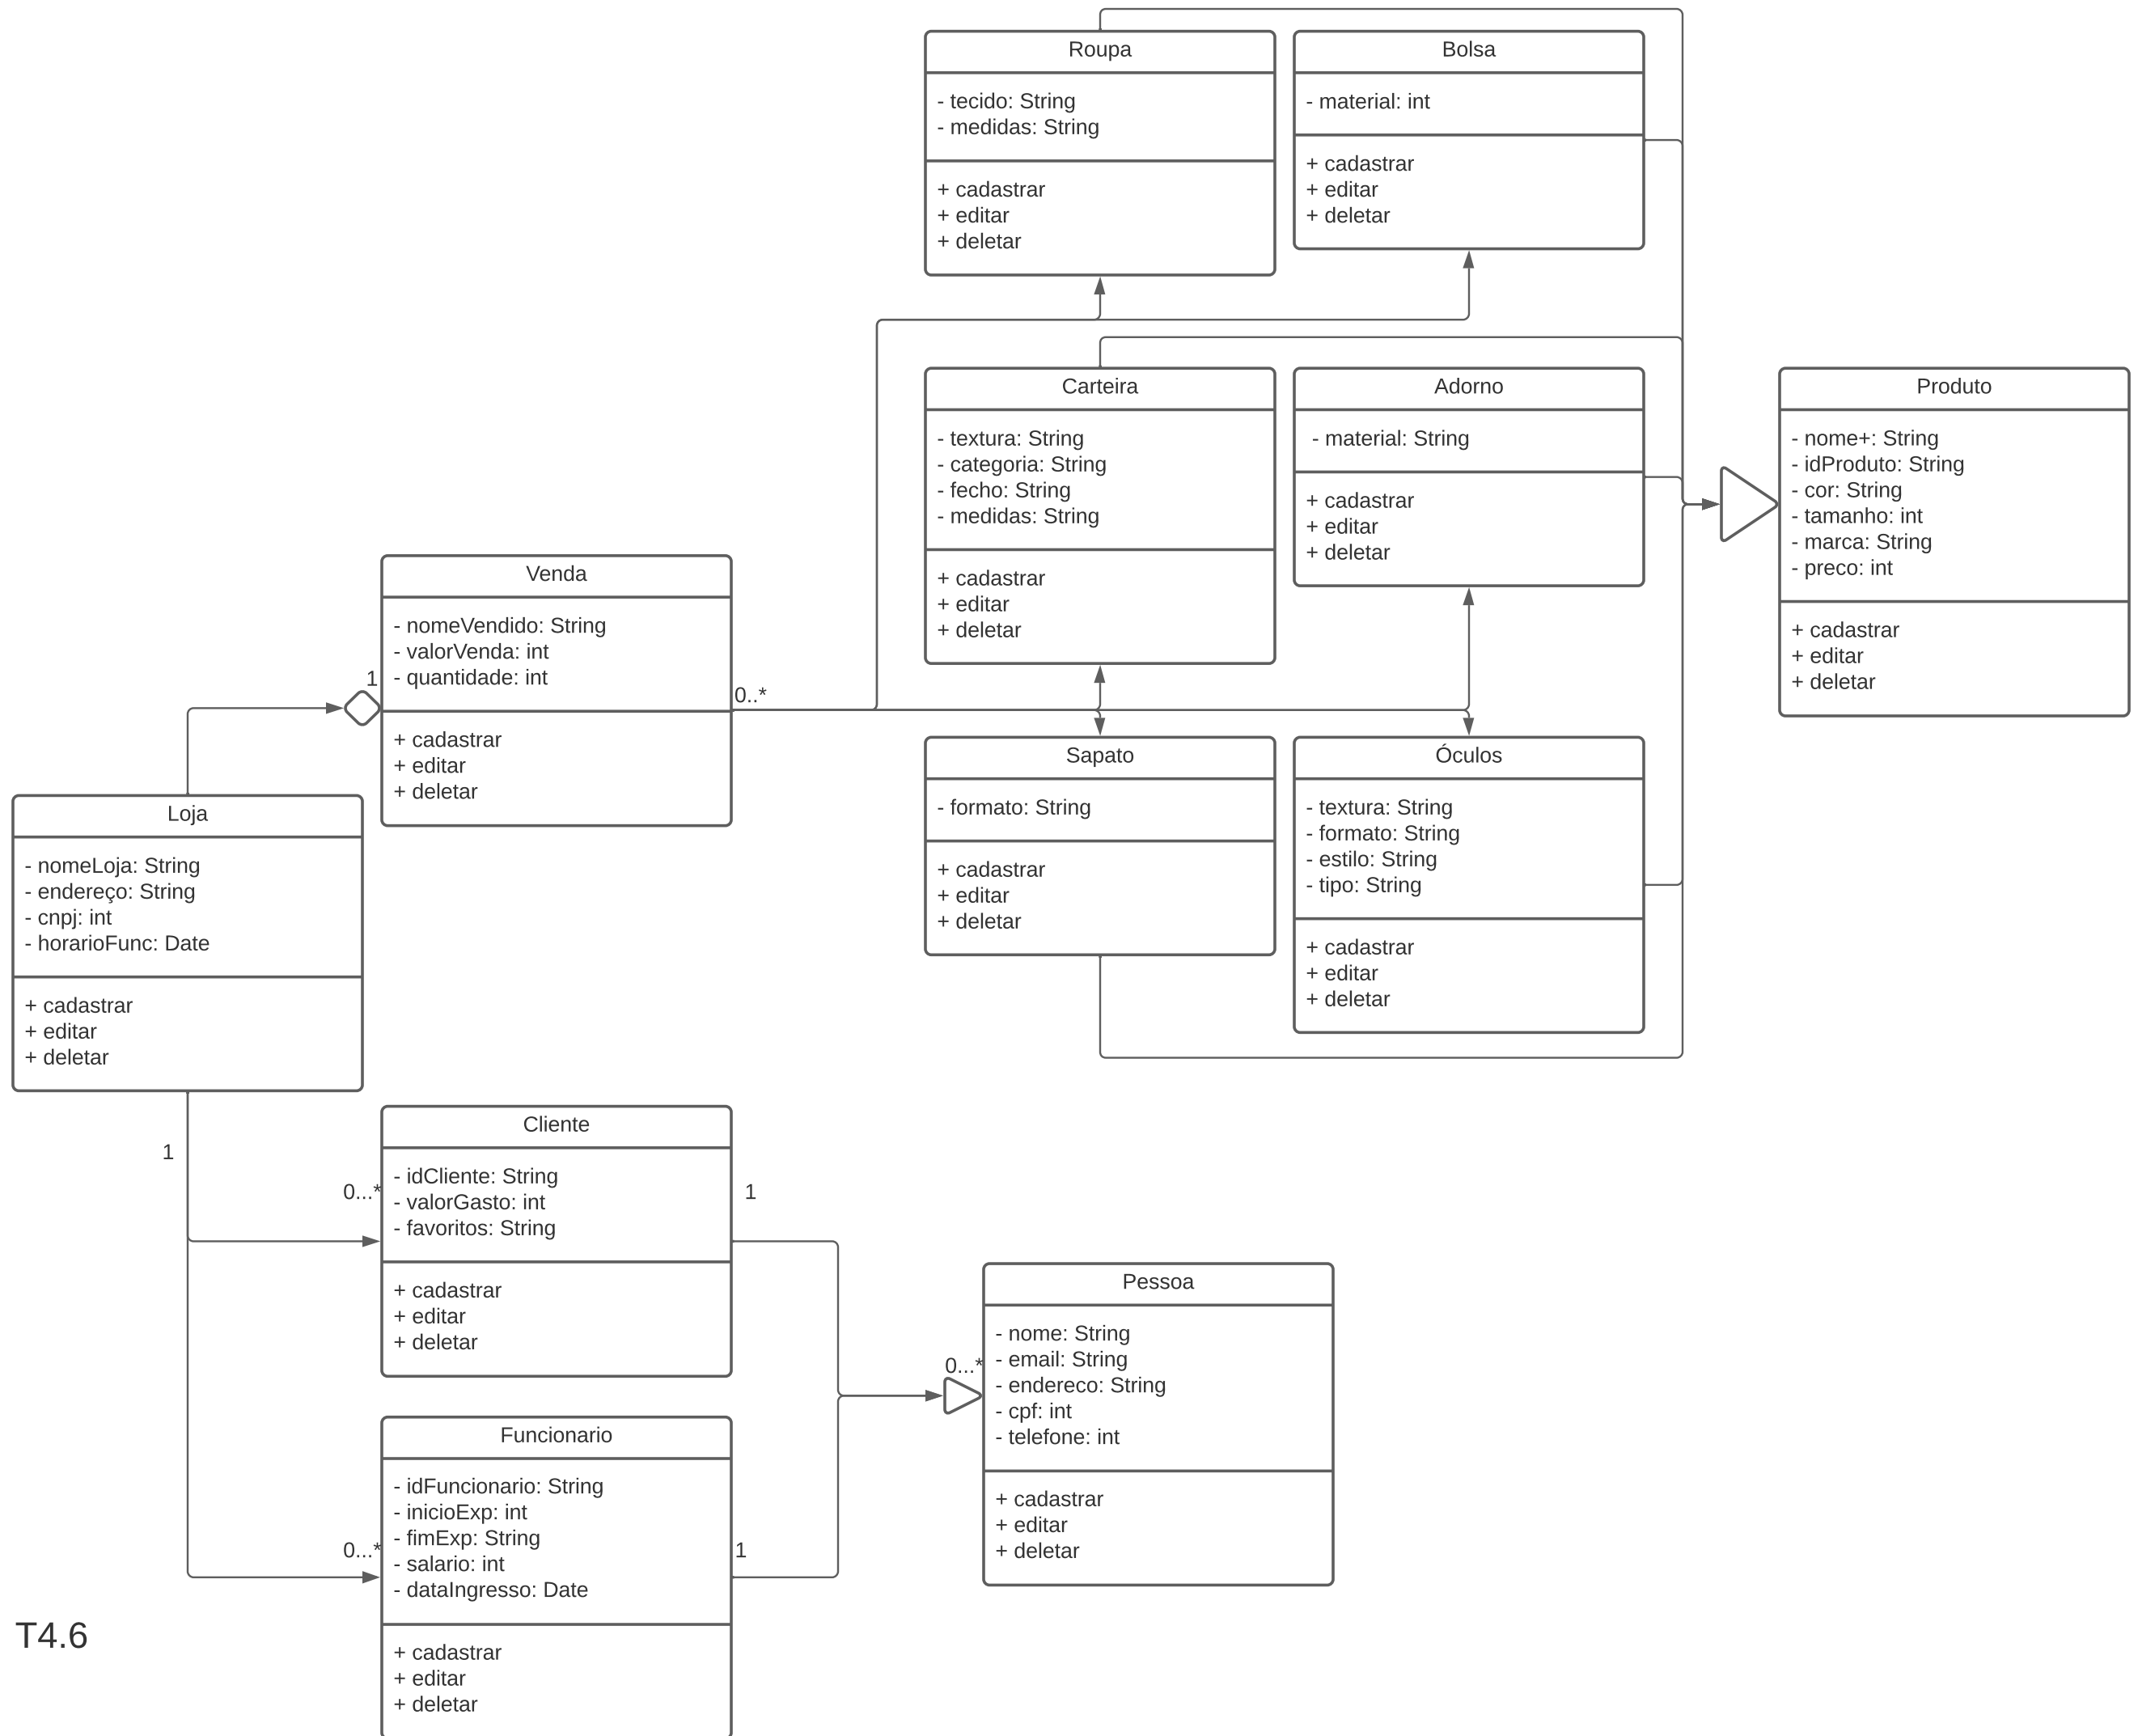 Roupa
- tecido: String
- medidas: String
+ cadastrar
+ editar
+ deletar
Bolsa
- material: int
+ cadastrar
+ editar
+ deletar
Carteira
- textura: String
- categoria: String
- fecho: String
- medidas: String
+ cadastrar
+ editar
+ deletar
Adorno
- material: String
+ cadastrar
+ editar
+ deletar
Produto
- nome+: String
- idProduto: String
- cor: String
- tamanho: int
- marca: String
- preco: int
+ cadastrar
+ editar
+ deletar
Venda
- nomeVendido: String
- valorVenda: int
- quantidade: int
+ cadastrar
+ editar
+ deletar
1
0..*
Sapato
- formato: String
+ cadastrar
+ editar
+ deletar
Óculos
- textura: String
- formato: String
- estilo: String
- tipo: String
+ cadastrar
+ editar
+ deletar
Loja
- nomeLoja: String
- endereço: String
- cnpj: int
- horarioFunc: Date
+ cadastrar
+ editar
+ deletar
1
0...*
Cliente
- idCliente: String
- valorGasto: int
- favoritos: String
+ cadastrar
+ editar
+ deletar
1
0...*
Pessoa
- nome: String
- email: String
- endereco: String
- cpf: int
- telefone: int
+ cadastrar
+ editar
+ deletar
0...*
Funcionario
- idFuncionario: String
- inicioExp: int
- fimExp: String
- salario: int
- dataIngresso: Date
+ cadastrar
+ editar
+ deletar
1
T4.6